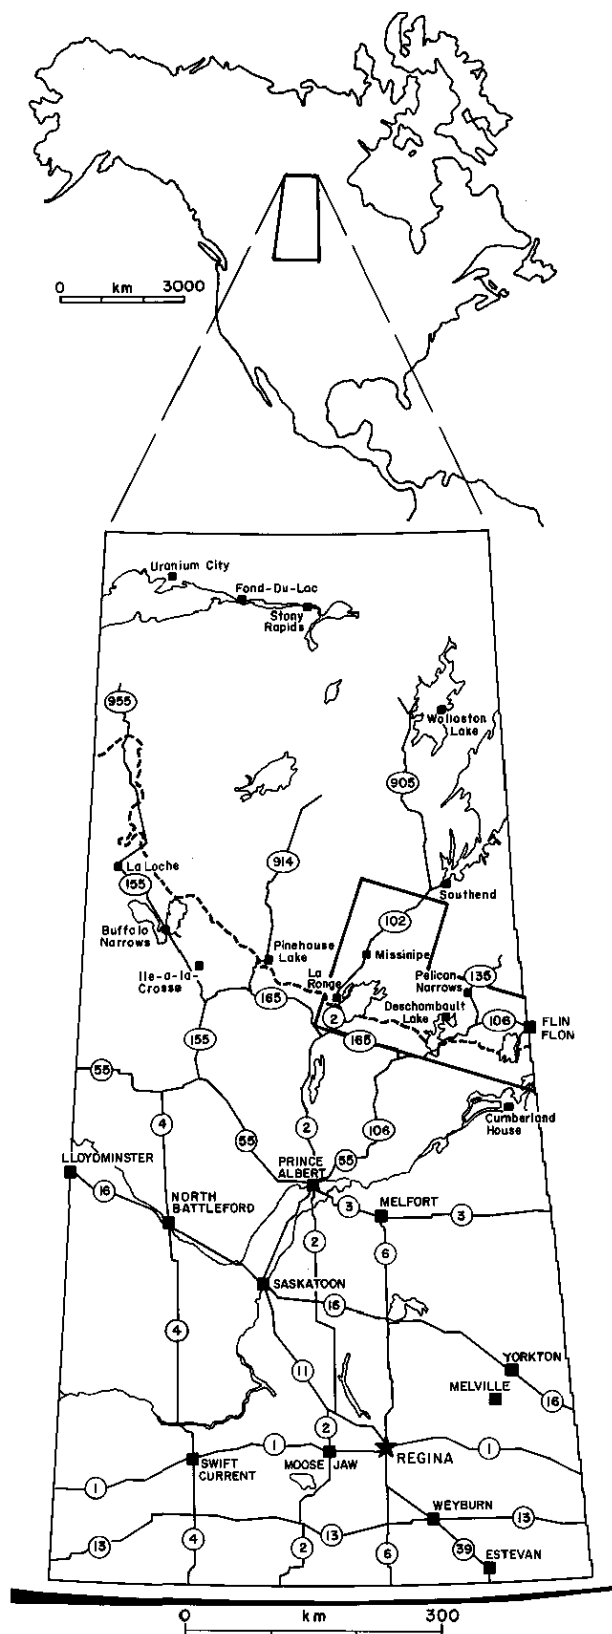 0 km 3000
Uranium City
Fond-Du-Lac
Stony
Rapids
955
Wollaston
Lake
905
914
La Loche
155
Southend
102
Buffalo
Narrows
Pinehouse
Lake
Missinipe
Ile-a-la-
Crosse
La
Ronge
Pelican
Narrows
135
165
Deschambault
Lake
2
106
FLIN
FLON
155
165
55
4
55
2
106
Cumberland
House
55
PRINCE
ALBERT
LLOYDMINSTER
16
NORTH
BATTLEFORD
3
MELFORT
3
2
6
SASKATOON
16
4
11
YORKTON
MELVILLE
16
2
1
1
REGINA
SWIFT
CURRENT
MOOSE JAW
1
WEYBURN
13
13
13
4
2
6
39
ESTEVAN
0 km 300